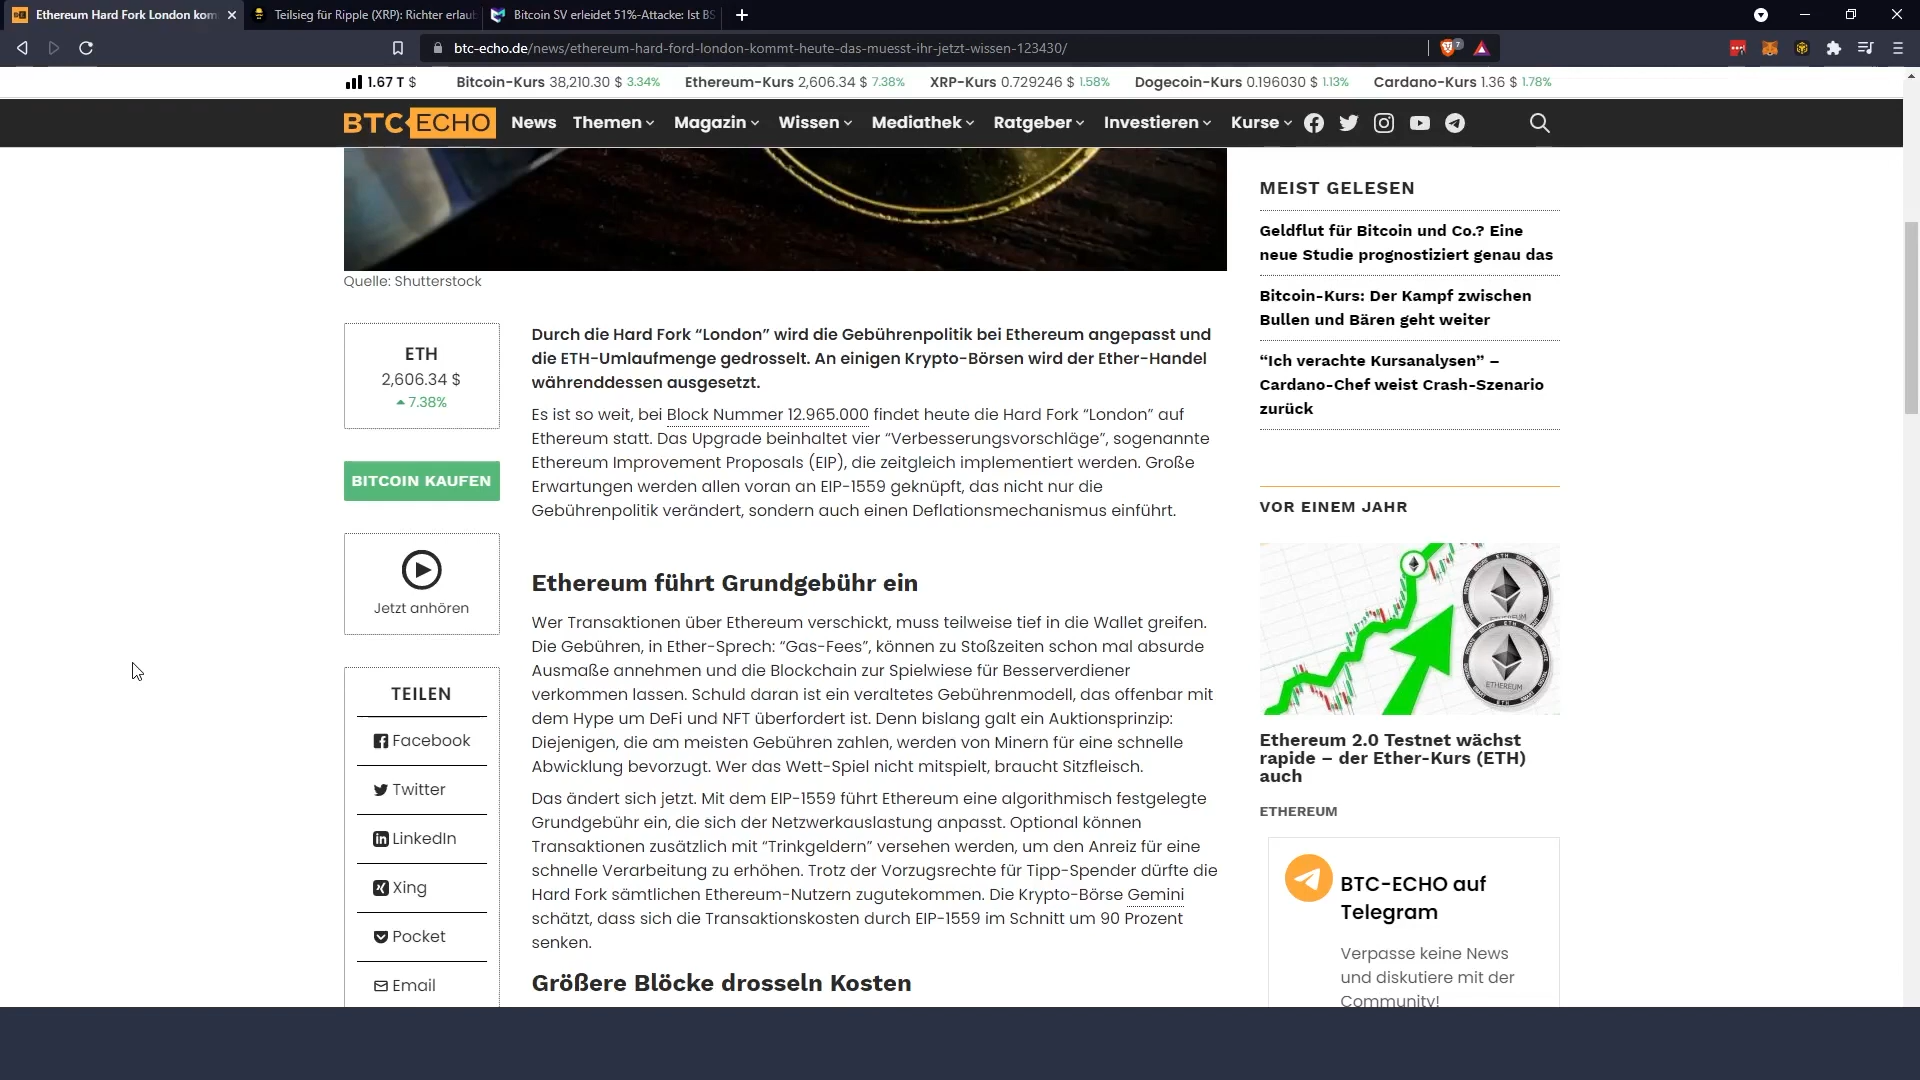 Ethereum Hard Fork London kom
Teilsieg für Ripple (XRP): Richter erlaub
Bitcoin SV erleidet 51%-Attacke: Ist BS
btc-echo.de/news/ethereum-hard-ford-london-kommt-heute-das-muesst-ihr-jetzt-wissen-123430/
7
1.67 T $
Bitcoin-Kurs 38,210.30 $ 3.34%
Ethereum-Kurs 2,606.34 $ 7.38%
XRP-Kurs 0.729246 $ 1.58%
Dogecoin-Kurs 0.196030 $ 1.13%
Cardano-Kurs 1.36 $ 1.78%
BTC ECHO
News
Themen
Magazin
Wissen
Mediathek
Ratgeber
Investieren
Kurse
Quelle: Shutterstock
ETH
2,606.34 $
7.38%
BITCOIN KAUFEN
Jetzt anhören
TEILEN
Facebook
Twitter
LinkedIn
Xing
Pocket
Email
Durch die Hard Fork “London” wird die Gebührenpolitik bei Ethereum angepasst und
die ETH-Umlaufmenge gedrosselt. An einigen Krypto-Börsen wird der Ether-Handel
währenddessen ausgesetzt.
Es ist so weit, bei Block Nummer 12.965.000 findet heute die Hard Fork “London” auf
Ethereum statt. Das Upgrade beinhaltet vier “Verbesserungsvorschläge”, sogenannte
Ethereum Improvement Proposals (EIP), die zeitgleich implementiert werden. Große
Erwartungen werden allen voran an EIP-1559 geknüpft, das nicht nur die
Gebührenpolitik verändert, sondern auch einen Deflationsmechanismus einführt.
Ethereum führt Grundgebühr ein
Wer Transaktionen über Ethereum verschickt, muss teilweise tief in die Wallet greifen.
Die Gebühren, in Ether-Sprech: “Gas-Fees”, können zu Stoßzeiten schon mal absurde
Ausmaße annehmen und die Blockchain zur Spielwiese für Besserverdiener
verkommen lassen. Schuld daran ist ein veraltetes Gebührenmodell, das offenbar mit
dem Hype um DeFi und NFT überfordert ist. Denn bislang galt ein Auktionsprinzip:
Diejenigen, die am meisten Gebühren zahlen, werden von Minern für eine schnelle
Abwicklung bevorzugt. Wer das Wett-Spiel nicht mitspielt, braucht Sitzfleisch.
Das ändert sich jetzt. Mit dem EIP-1559 führt Ethereum eine algorithmisch festgelegte
Grundgebühr ein, die sich der Netzwerkauslastung anpasst. Optional können
Transaktionen zusätzlich mit “Trinkgeldern” versehen werden, um den Anreiz für eine
schnelle Verarbeitung zu erhöhen. Trotz der Vorzugsrechte für Tipp-Spender dürfte die
Hard Fork sämtlichen Ethereum-Nutzern zugutekommen. Die Krypto-Börse Gemini
schätzt, dass sich die Transaktionskosten durch EIP-1559 im Schnitt um 90 Prozent
senken.
Größere Blöcke drosseln Kosten
MEIST GELESEN
Geldflut für Bitcoin und Co.? Eine
neue Studie prognostiziert genau das
Bitcoin-Kurs: Der Kampf zwischen
Bullen und Bären geht weiter
“Ich verachte Kursanalysen” –
Cardano-Chef weist Crash-Szenario
zurück
VOR EINEM JAHR
ETHEREUM
Ethereum 2.0 Testnet wächst
rapide – der Ether-Kurs (ETH)
auch
ETHEREUM
BTC-ECHO auf
Telegram
Verpasse keine News
und diskutiere mit der
Community!